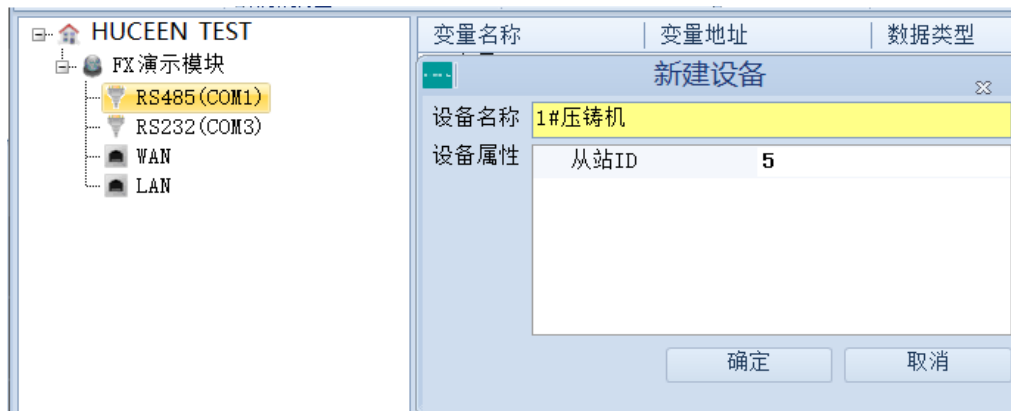 HUCEEN TEST
FX演示模块
RS485(COM1)
RS232(COM3)
WAN
LAN
变量名称 变量地址 数据类型
新建设备
设备名称 1#压铸机
设备属性 从站ID 5
确定 取消